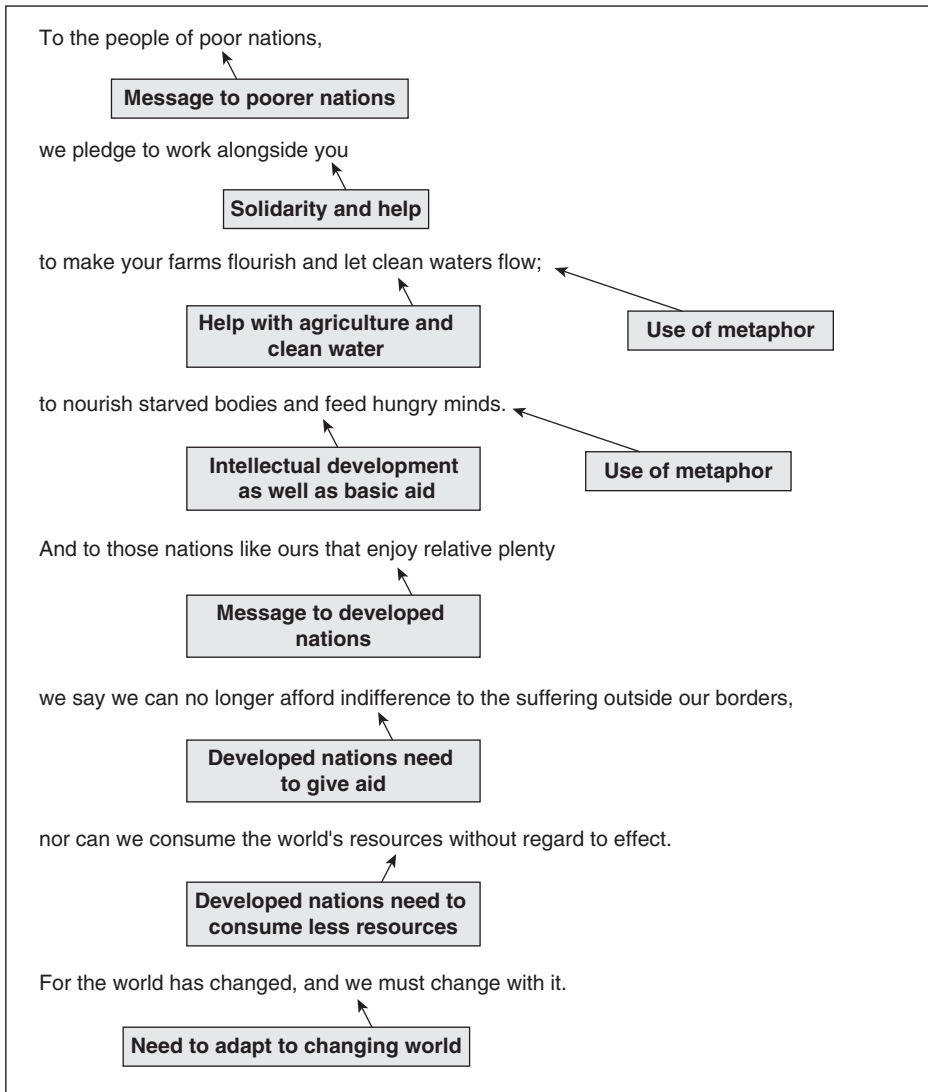 To the people of poor nations,
Message to poorer nations
we pledge to work alongside you
Solidarity and help
to make your farms flourish and let clean waters flow;
Help with agriculture and
clean water
Use of metaphor
to nourish starved bodies and feed hungry minds.
Intellectual development
as well as basic aid
Use of metaphor
And to those nations like ours that enjoy relative plenty
Message to developed
nations
we say we can no longer afford indifference to the suffering outside our borders,
Developed nations need
to give aid
nor can we consume the world's resources without regard to effect.
Developed nations need to
consume less resources
For the world has changed, and we must change with it.
Need to adapt to changing world